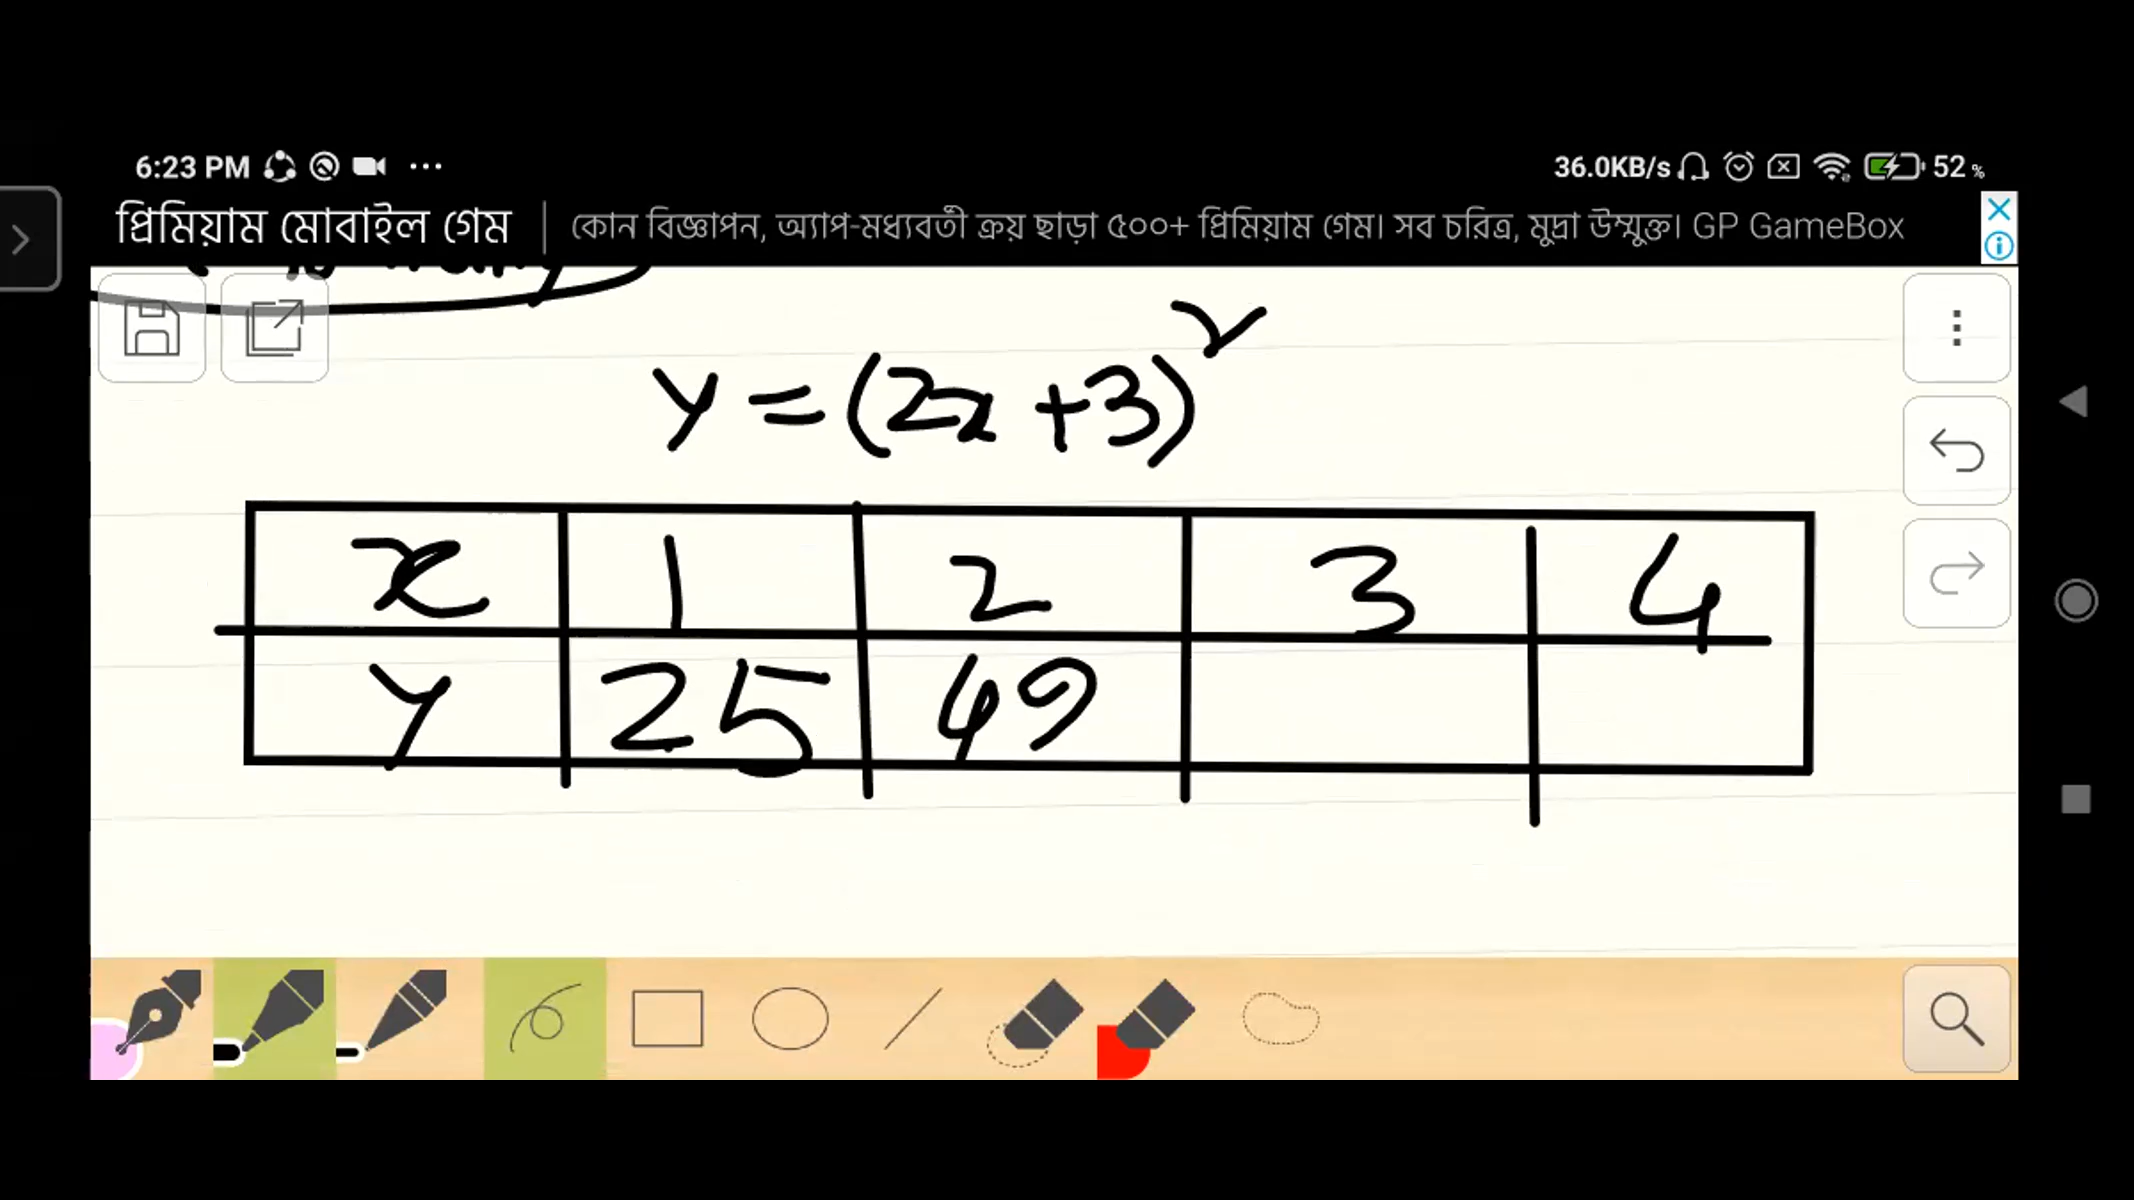 6:23 PM ... 36.0KB/s 52 %
প্রিমিয়াম মোবাইল গেম | কোন বিজ্ঞাপন, অ্যাপ-মধ্যবর্তী ক্রয় ছাড়া ৫০০+ প্রিমিয়াম গেম। সব চরিত্র, মুদ্রা উম্মুক্ত। GP GameBox
y = (2x + 3)²
x 1 2 3 4
y 25 49